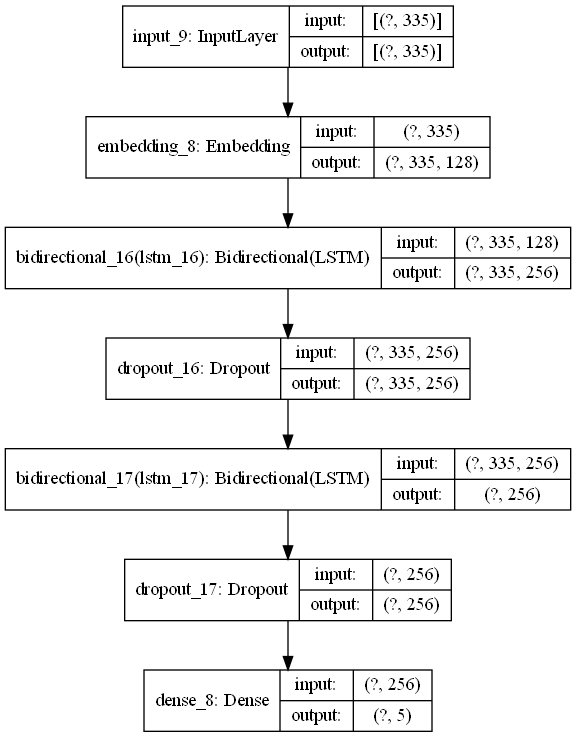 input_9: InputLayer
input: [(?, 335)]
output: [(?, 335)]
embedding_8: Embedding
input: (?, 335)
output: (?, 335, 128)
bidirectional_16(lstm_16): Bidirectional(LSTM)
input: (?, 335, 128)
output: (?, 335, 256)
dropout_16: Dropout
input: (?, 335, 256)
output: (?, 335, 256)
bidirectional_17(lstm_17): Bidirectional(LSTM)
input: (?, 335, 256)
output: (?, 256)
dropout_17: Dropout
input: (?, 256)
output: (?, 256)
dense_8: Dense
input: (?, 256)
output: (?, 5)